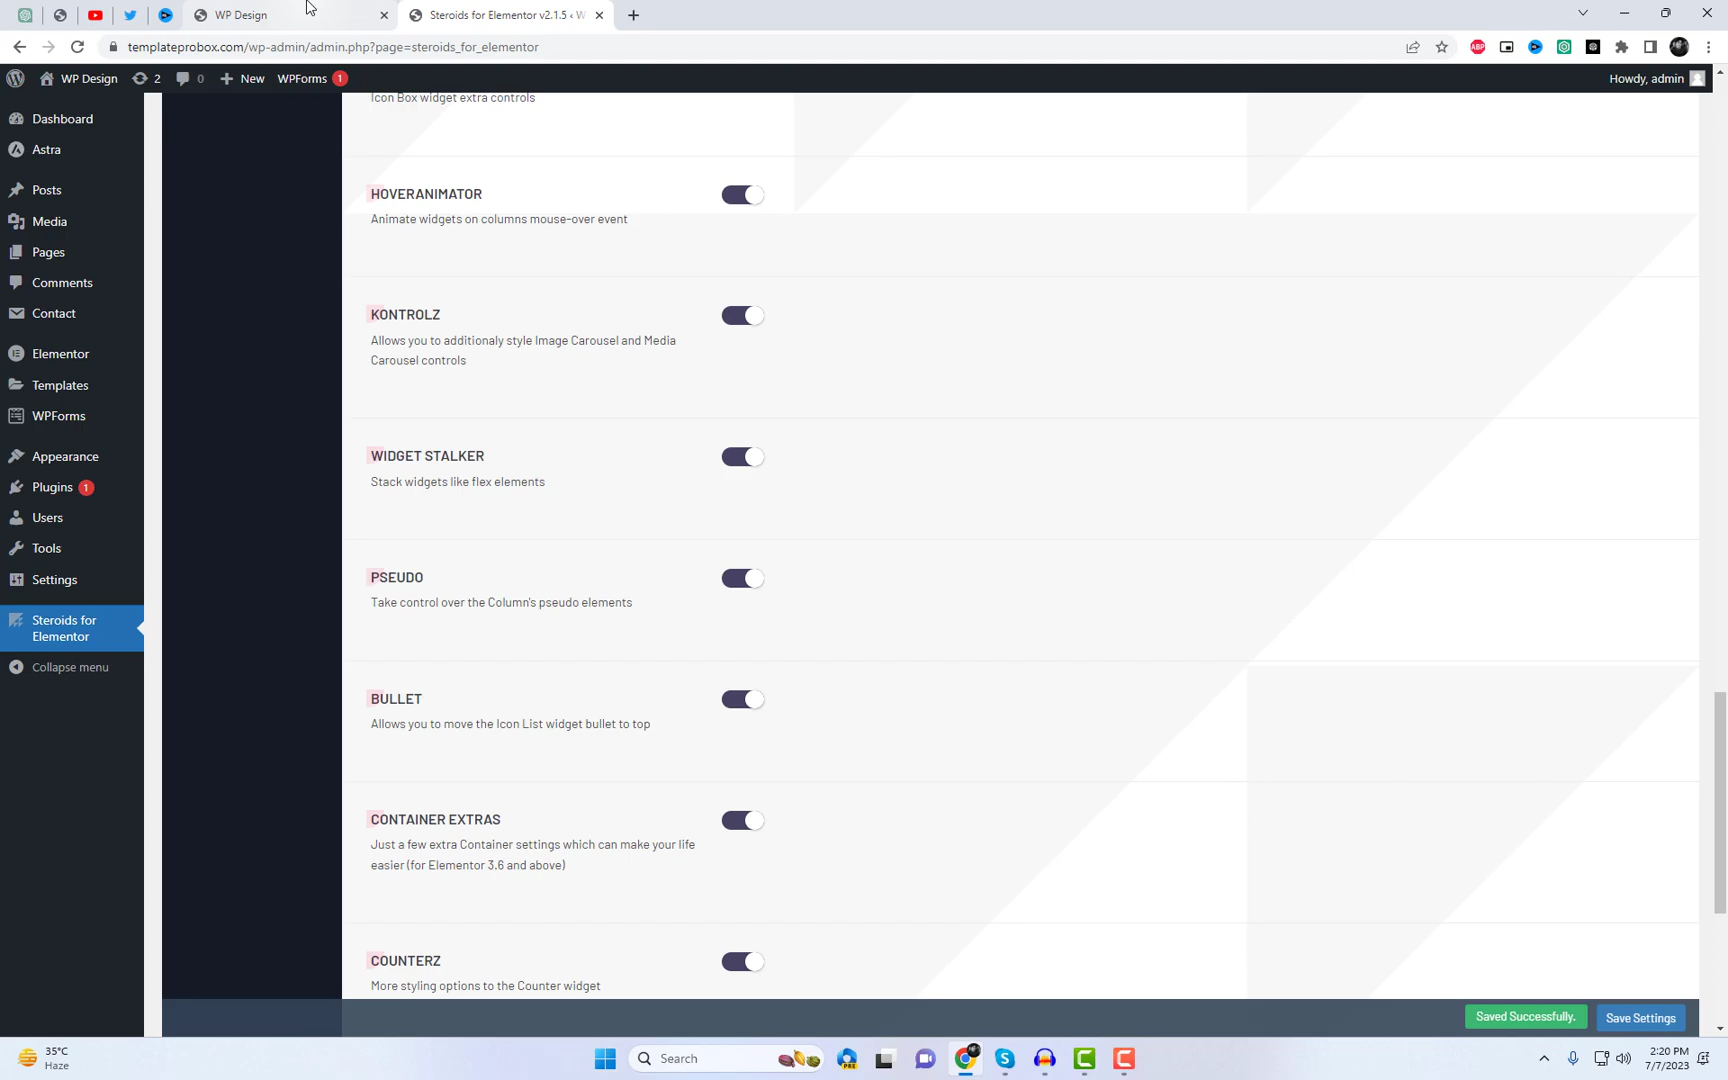 WP Design
Steroids for Elementor v2.1.5 ‹ W
templateprobox.com/wp-admin/admin.php?page=steroids_for_elementor
ABP
WP Design
2
0
New
WPForms
1
Howdy, admin
Dashboard
Astra
Posts
Media
Pages
Comments
Contact
Elementor
Templates
WPForms
Appearance
Plugins
1
Users
Tools
Settings
Steroids for
Elementor
Collapse menu
Icon Box widget extra controls
HOVERANIMATOR
Animate widgets on columns mouse-over event
KONTROLZ
Allows you to additionaly style Image Carousel and Media
Carousel controls
WIDGET STALKER
Stack widgets like flex elements
PSEUDO
Take control over the Column's pseudo elements
BULLET
Allows you to move the Icon List widget bullet to top
CONTAINER EXTRAS
Just a few extra Container settings which can make your life
easier (for Elementor 3.6 and above)
COUNTERZ
More styling options to the Counter widget
Saved Successfully.
Save Settings
35°C
Haze
Search
PRE
2:20 PM
7/7/2023